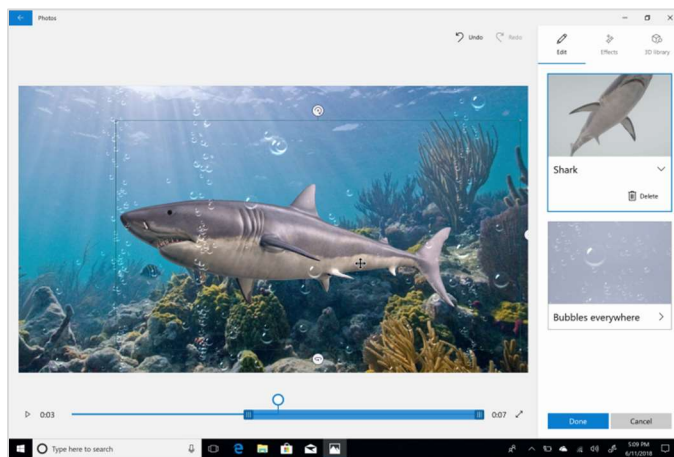 Photos
Undo
Redo
Edit
Effects
3D library
Shark
Delete
Bubbles everywhere
0:03
0:07
Done
Cancel
Type here to search
5:09 PM
6/11/2018